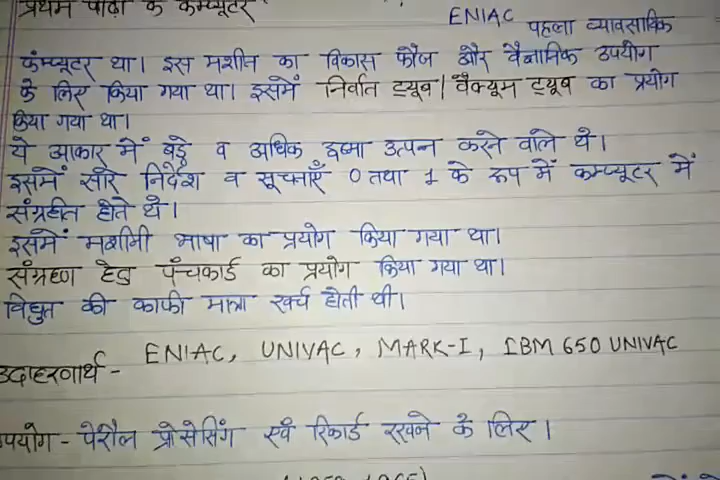 प्रथम पीढ़ी के कम्प्यूटर
ENIAC पहला व्यावसायिक
कंम्प्यूटर था। इस मशीन का विकास फौज और वैज्ञानिक उपयोग
के लिए किया गया था। इसमें निर्वात ट्यूब/वैक्यूम ट्यूब का प्रयोग
किया गया था।
ये आकार में बड़े व अधिक ऊष्मा उत्पन करने वाले थे।
इसमें सारे निर्देश व सूचनाएँ 0 तथा 1 के रूप में कम्प्यूटर में
संग्रहीत होते थे।
इसमें मशीनी भाषा का प्रयोग किया गया था।
संग्रहण हेतु पंचकार्ड का प्रयोग किया गया था।
विधुत की काफी मात्रा खर्च होती थी।
उदाहरणार्थ - ENIAC, UNIVAC, MARK-I, IBM 650 UNIVAC
उपयोग - पेरौल प्रोसेसिंग एवं रिकार्ड रखने के लिए।